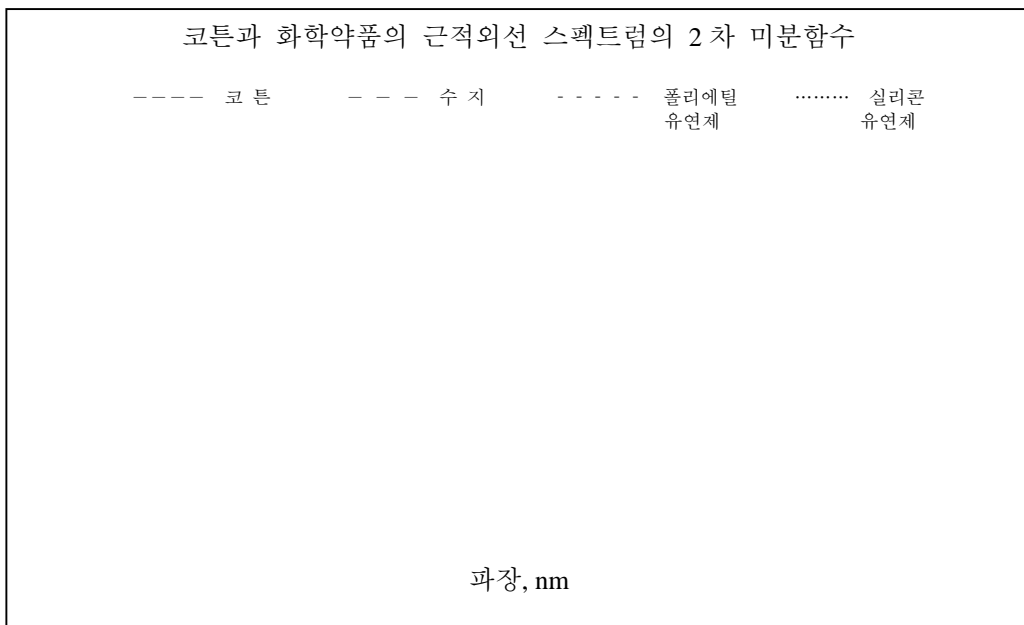 코튼과 화학약품의 근적외선 스펙트럼의 2차 미분함수
---- 코 튼 - - - 수 지 - - - - - 폴리에틸 ········· 실리콘
유연제 유연제
파장, nm